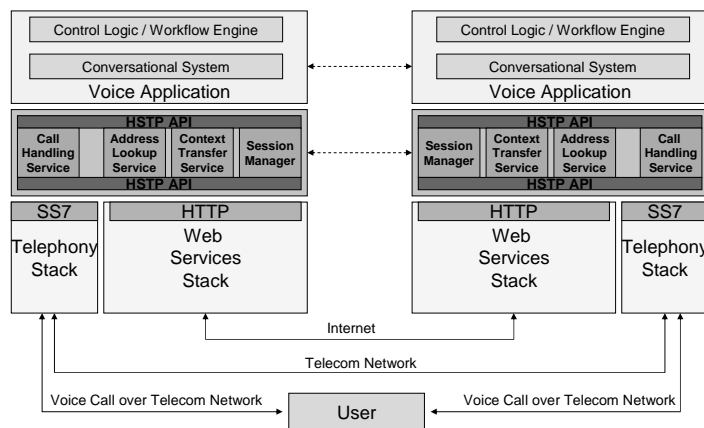 Control Logic / Workflow Engine
Conversational System
Voice Application
HSTP API
Call
Handling
Service
Address
Lookup
Service
Context
Transfer
Service
Session
Manager
HSTP API
SS7
Telephony
Stack
HTTP
Web
Services
Stack
Control Logic / Workflow Engine
Conversational System
Voice Application
HSTP API
Session
Manager
Context
Transfer
Service
Address
Lookup
Service
Call
Handling
Service
HSTP API
HTTP
Web
Services
Stack
SS7
Telephony
Stack
Internet
Telecom Network
Voice Call over Telecom Network
User
Voice Call over Telecom Network